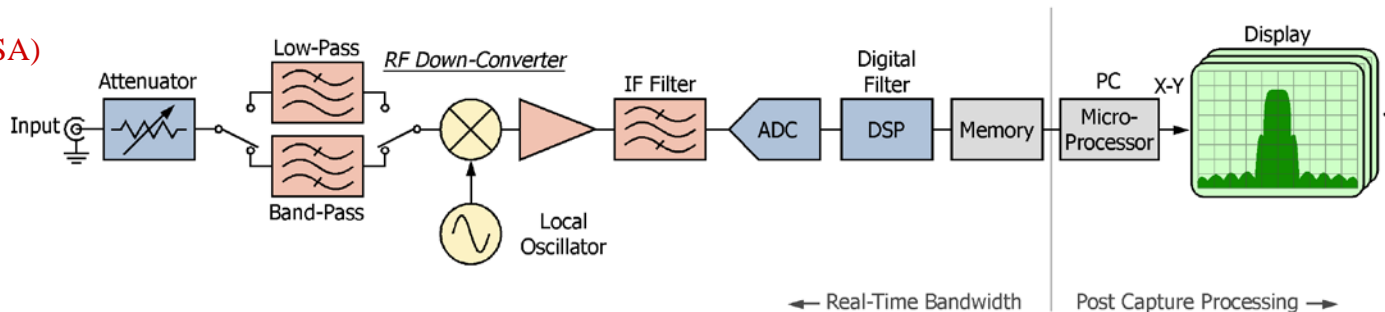 SA)
Low-Pass
RF Down-Converter
Display
Attenuator
Digital
Filter
IF Filter
PC
X-Y
Input
ADC
DSP
Memory
Micro-
Processor
Band-Pass
Local
Oscillator
Real-Time Bandwidth
Post Capture Processing